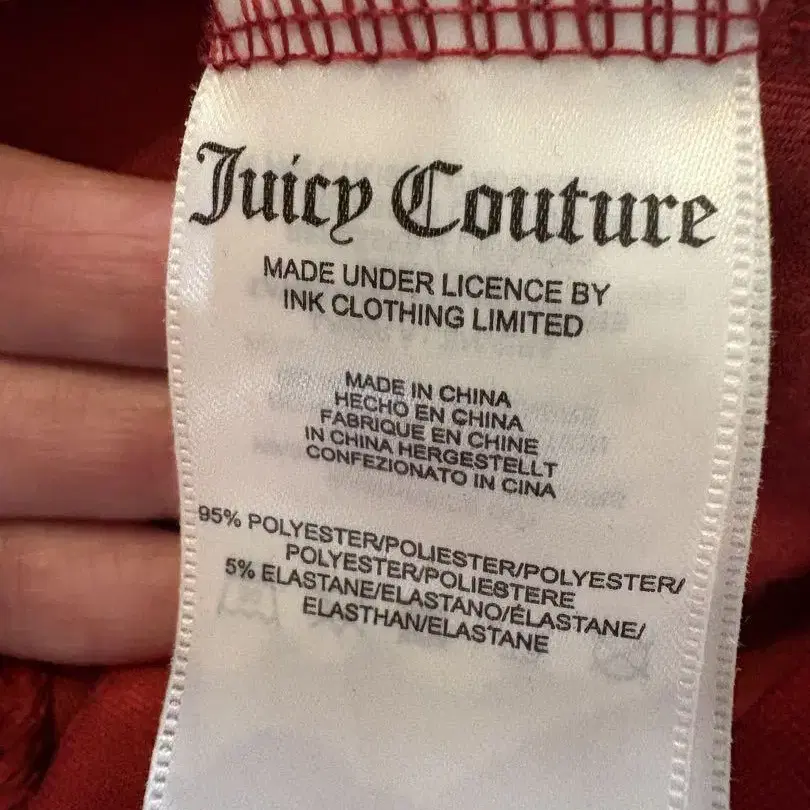 Juicy Couture
MADE UNDER LICENCE BY
INK CLOTHING LIMITED
MADE IN CHINA
HECHO EN CHINA
FABRIQUE EN CHINE
IN CHINA HERGESTELLT
CONFEZIONATO IN CINA
95% POLYESTER/POLIESTER/POLYESTER/
POLYESTER/POLIESTERE
5% ELASTANE/ELASTANO/ÉLASTANE/
ELASTHAN/ELASTANE